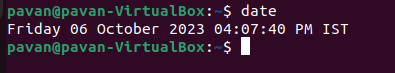 pavan@pavan-VirtualBox:~$ date
Friday 06 October 2023 04:07:40 PM IST
pavan@pavan-VirtualBox:~$